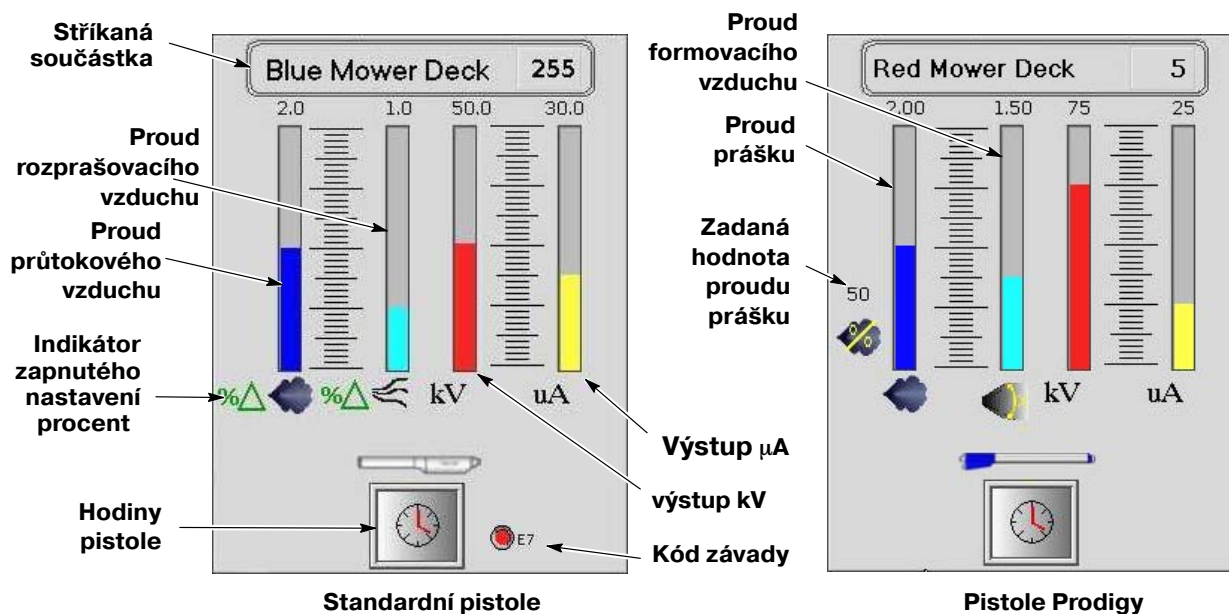 Stříkaná
součástka
Blue Mower Deck 255
2.0 1.0 50.0 30.0
Proud
rozprašovacího
vzduchu
Proud
průtokového
vzduchu
Indikátor
zapnutého
nastavení
procent
%△ %△ kV uA
Výstup μA
výstup kV
Hodiny
pistole
E7
Kód závady
Standardní pistole
Proud
formovacího
vzduchu
Red Mower Deck 5
2.00 1.50 75 25
Proud
prášku
Zadaná
hodnota
proudu
prášku
50
%
kV uA
Pistole Prodigy